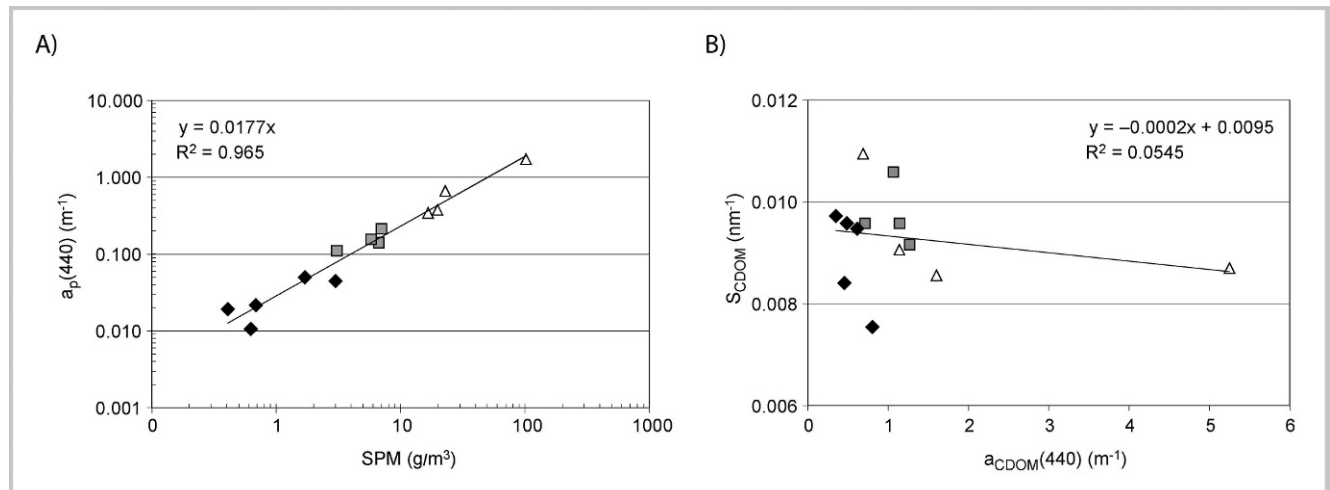 A)
10.000
1.000
0.100
0.010
0.001
y = 0.0177x
R² = 0.965
aₚ(440) (m⁻¹)
0
1
10
100
1000
SPM (g/m³)
B)
0.012
0.010
0.008
0.006
y = –0.0002x + 0.0095
R² = 0.0545
S_CDOM (nm⁻¹)
0
1
2
3
4
5
6
a_CDOM(440) (m⁻¹)